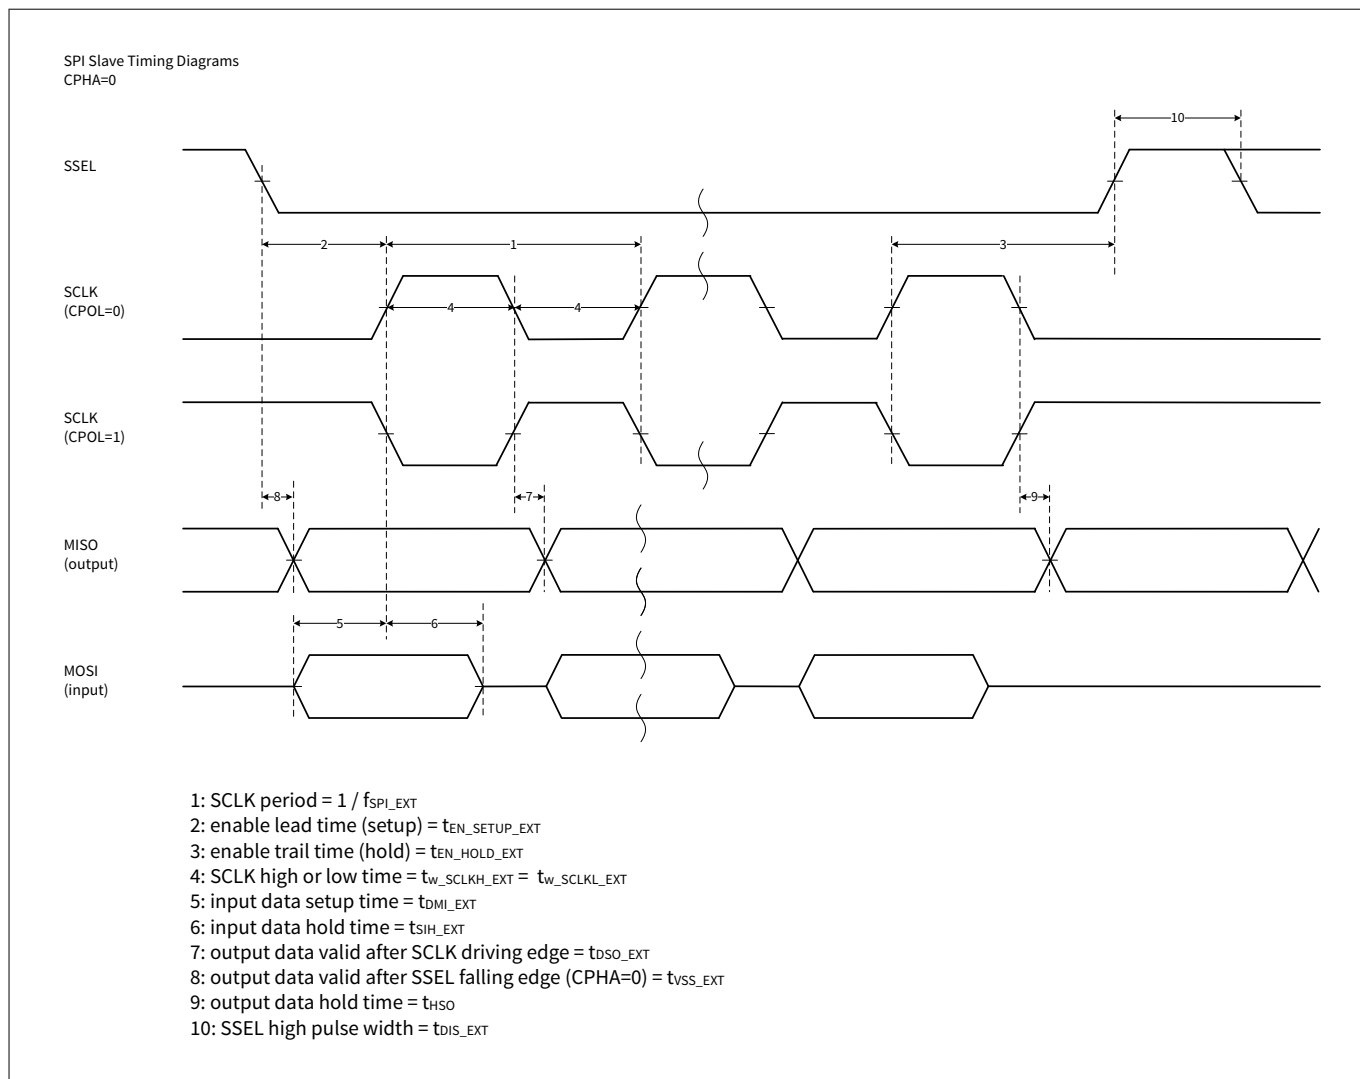 SPI Slave Timing Diagrams
CPHA=0
10
SSEL
2
1
3
SCLK
(CPOL=0)
4
4
SCLK
(CPOL=1)
8
7
9
MISO
(output)
5
6
MOSI
(input)
1: SCLK period = 1 / fSPI_EXT
2: enable lead time (setup) = tEN_SETUP_EXT
3: enable trail time (hold) = tEN_HOLD_EXT
4: SCLK high or low time = tw_SCLKH_EXT = tw_SCLKL_EXT
5: input data setup time = tDMI_EXT
6: input data hold time = tSIH_EXT
7: output data valid after SCLK driving edge = tDSO_EXT
8: output data valid after SSEL falling edge (CPHA=0) = tVSS_EXT
9: output data hold time = tHSO
10: SSEL high pulse width = tDIS_EXT